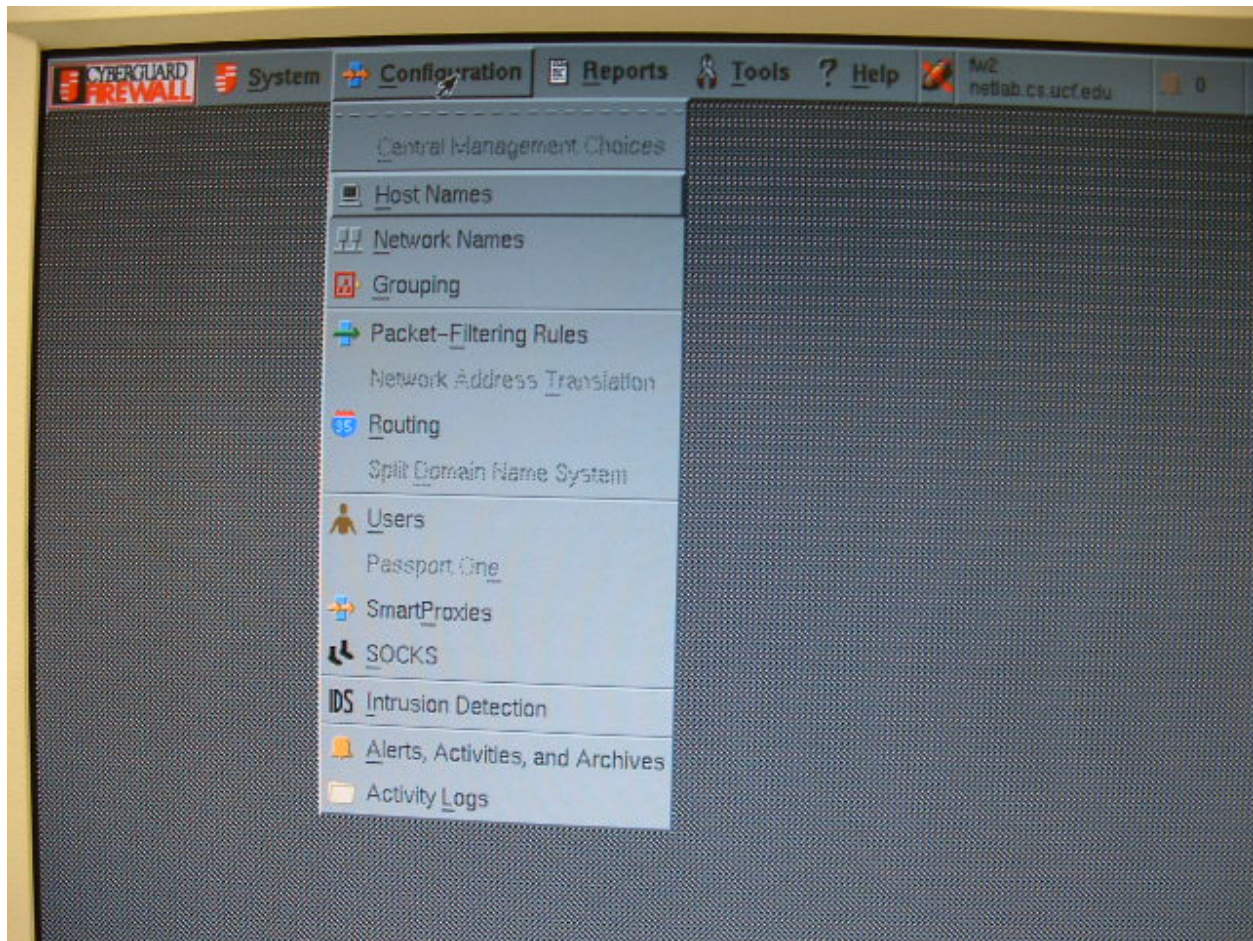 CYBERGUARD
FIREWALL
System
Configuration
Reports
Tools
? Help
fw2
netlab.cs.ucf.edu
0
Central Management Choices
Host Names
Network Names
Grouping
Packet-Filtering Rules
Network Address Translation
35
Routing
Split Domain Name System
Users
Passport One
SmartProxies
SOCKS
IDS Intrusion Detection
Alerts, Activities, and Archives
Activity Logs